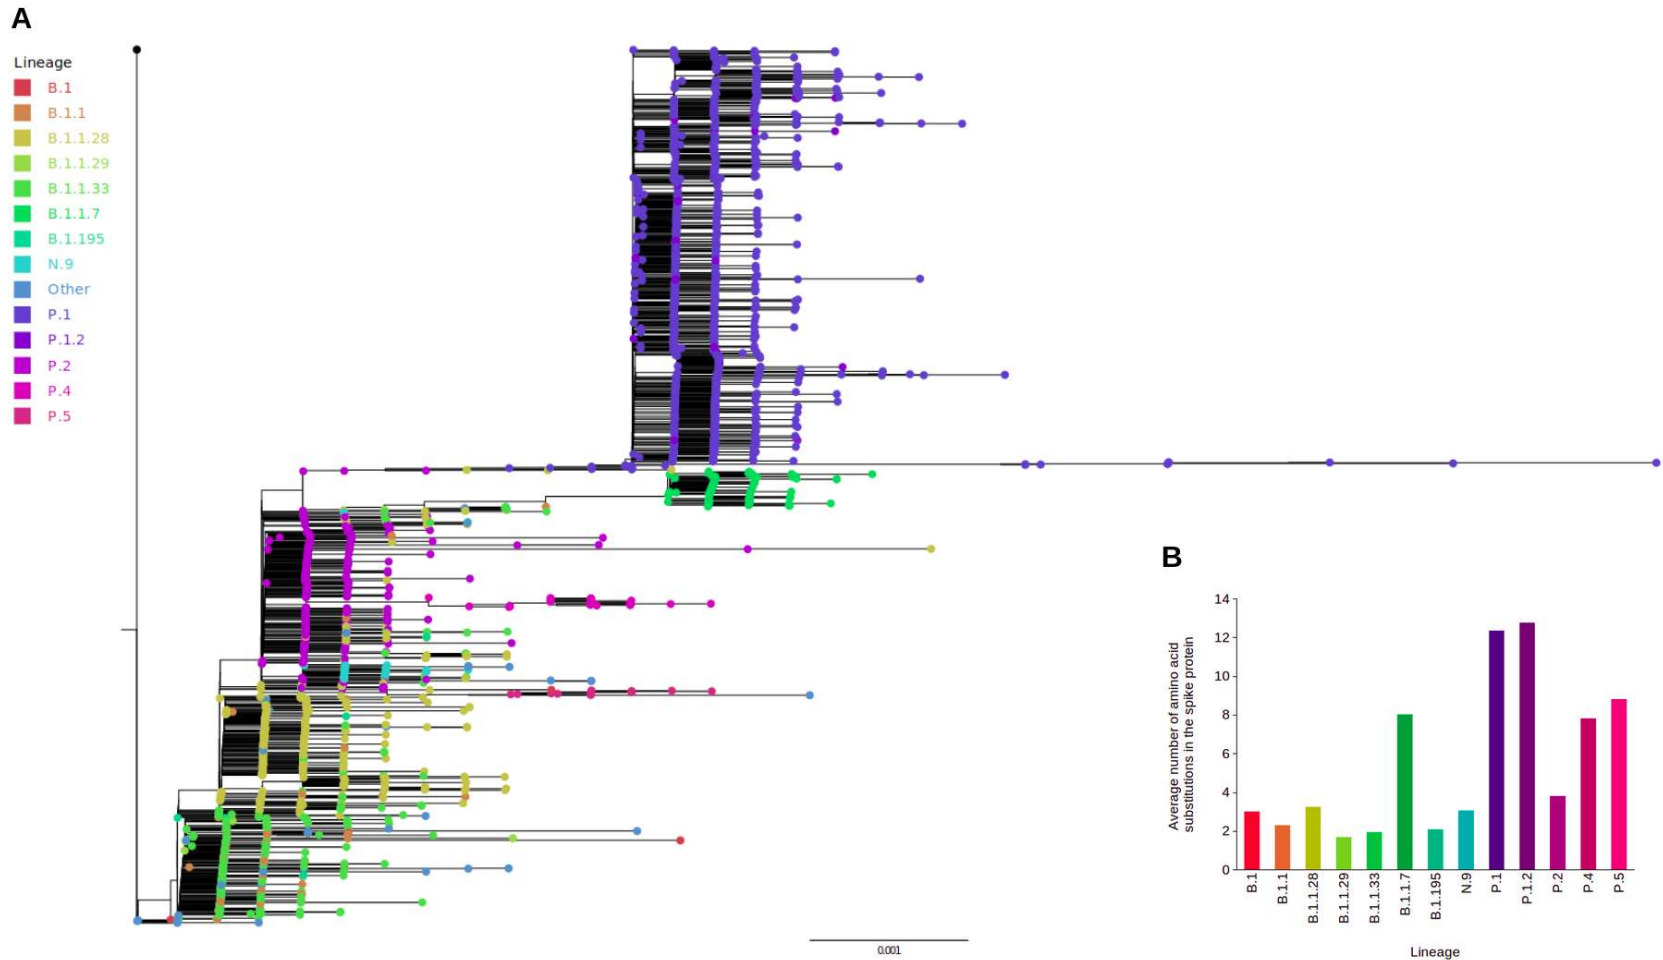 A
Lineage
B.1
B.1.1
B.1.1.28
B.1.1.29
B.1.1.33
B.1.1.7
B.1.195
N.9
Other
P.1
P.1.2
P.2
P.4
P.5
0.001
B
Average number of amino acid
substitutions in the spike protein
14
12
10
8
6
4
2
0
B.1
B.1.1
B.1.1.28
B.1.1.29
B.1.1.33
B.1.1.7
B.1.195
N.9
P.1
P.1.2
P.2
P.4
P.5
Lineage